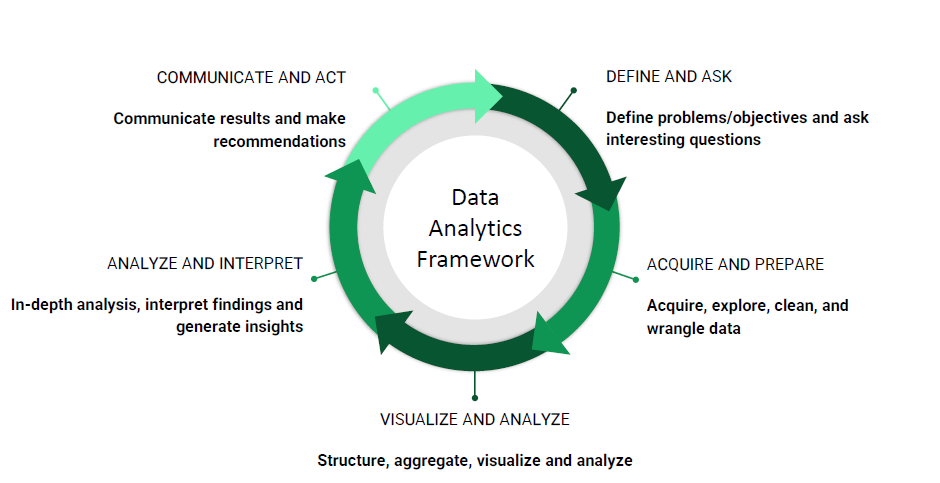 COMMUNICATE AND ACT
Communicate results and make
recommendations
DEFINE AND ASK
Define problems/objectives and ask
interesting questions
Data
Analytics
Framework
ANALYZE AND INTERPRET
In-depth analysis, interpret findings and
generate insights
ACQUIRE AND PREPARE
Acquire, explore, clean, and
wrangle data
VISUALIZE AND ANALYZE
Structure, aggregate, visualize and analyze